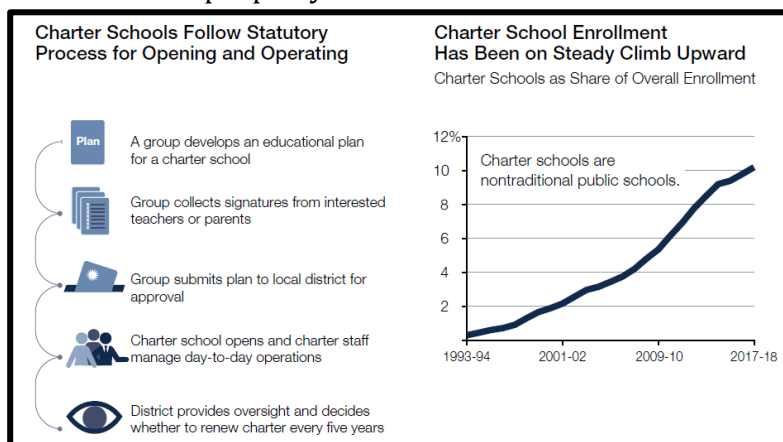 Charter Schools Follow Statutory
Process for Opening and Operating
Plan
A group develops an educational plan
for a charter school
Group collects signatures from interested
teachers or parents
Group submits plan to local district for
approval
Charter school opens and charter staff
manage day-to-day operations
District provides oversight and decides
whether to renew charter every five years
Charter School Enrollment
Has Been on Steady Climb Upward
Charter Schools as Share of Overall Enrollment
12%
Charter schools are
nontraditional public schools.
10
8
6
4
2
1993-94
2001-02
2009-10
2017-18